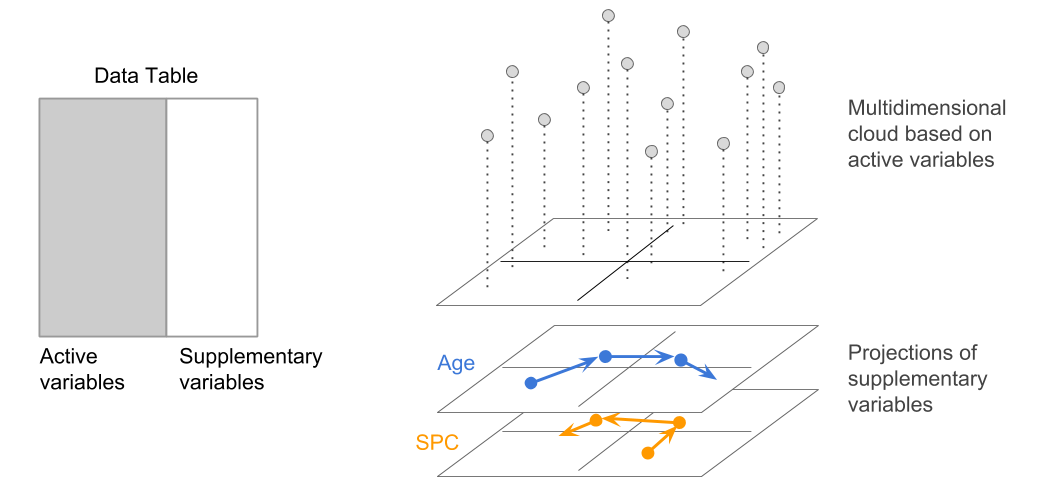 Data Table
Active
variables
Supplementary
variables
Multidimensional
cloud based on
active variables
Age
SPC
Projections of
supplementary
variables